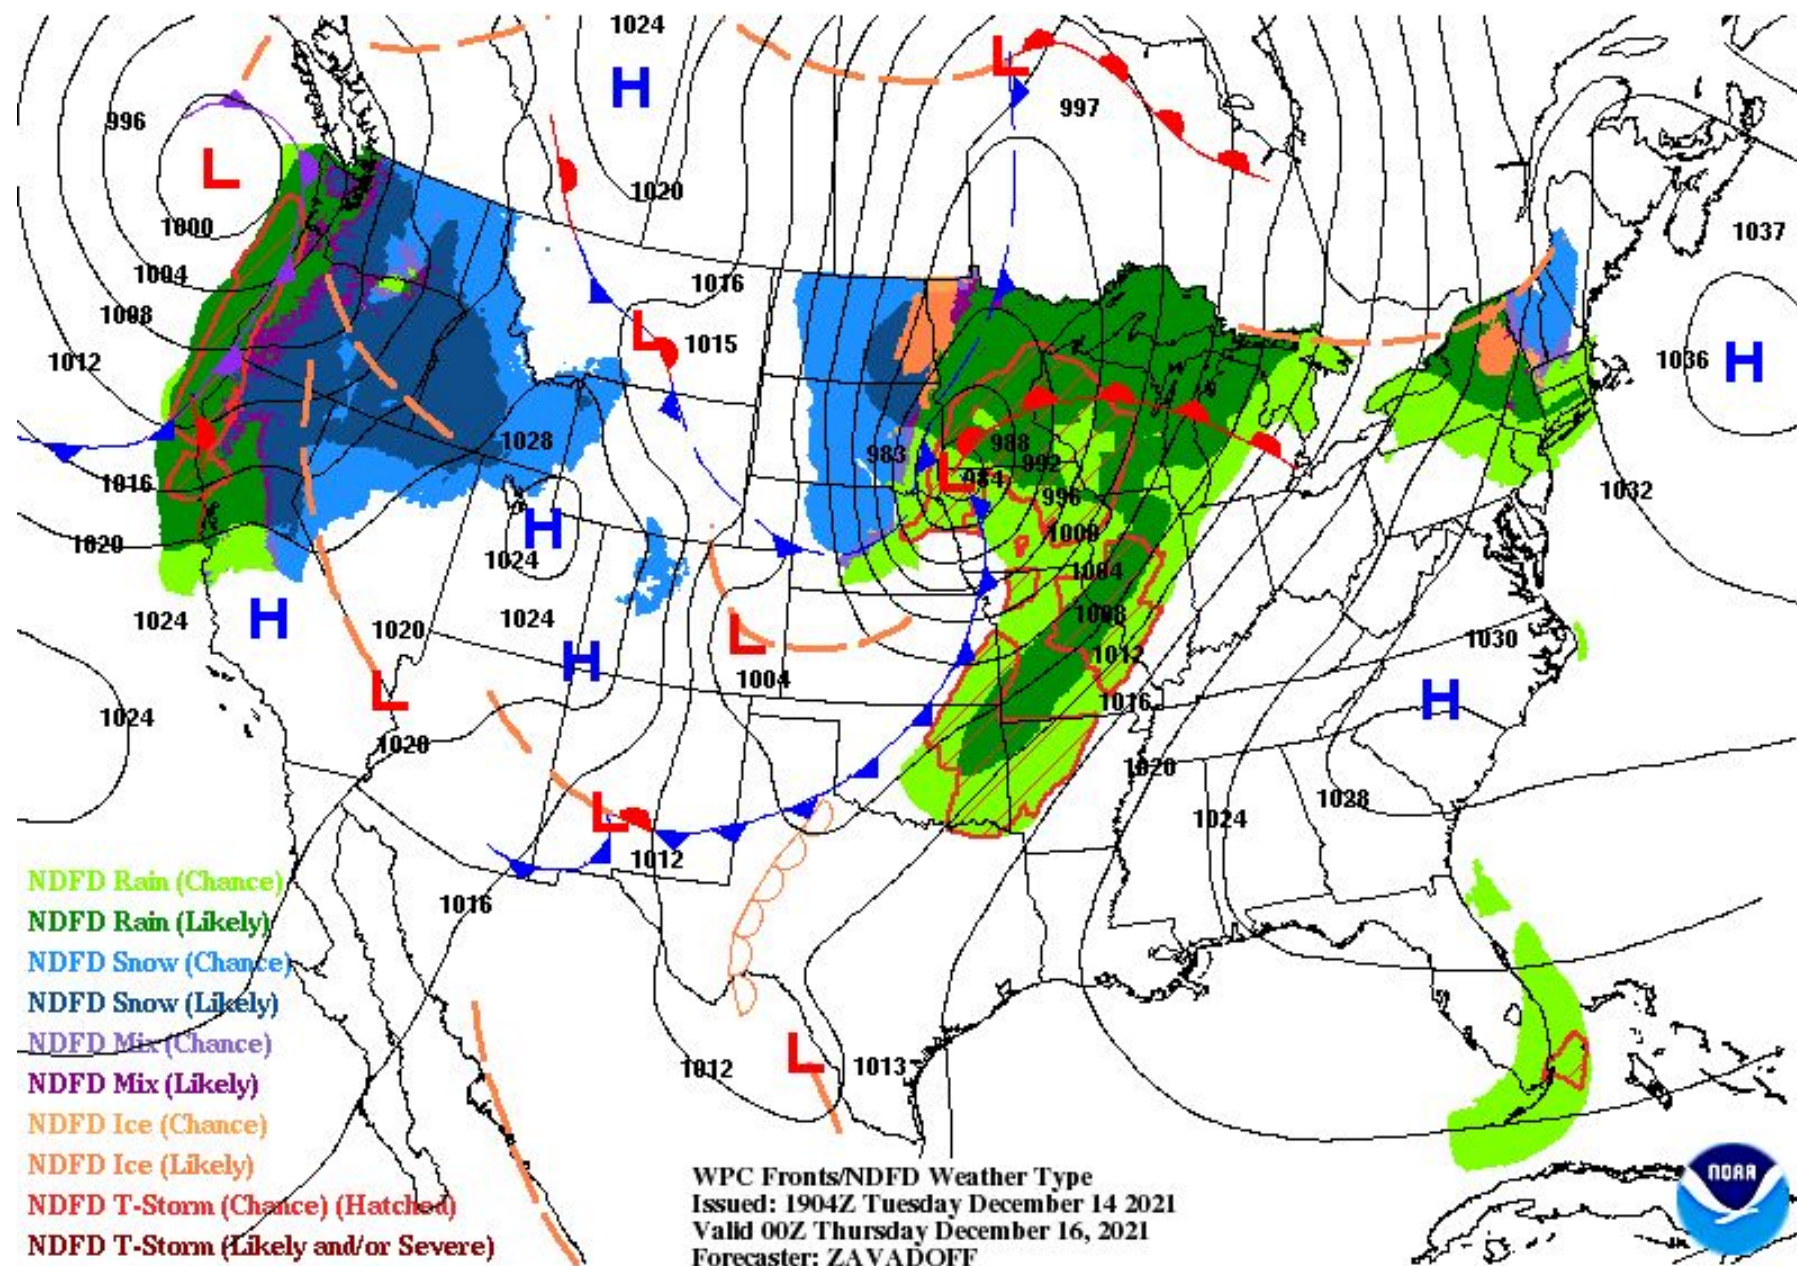 1024
H
L
996
997
1020
L
1000
1037
1004
1016
1008
L
1015
1012
1036
H
1028
988
983
992
L
984
1016
996
1032
H
1020
1000
1024
1004
H
1024
1024
1020
1008
L
1030
H
1012
1004
L
H
1016
1024
1020
1020
1028
L
1024
1012
1016
L
1013
1012
NDFD Rain (Chance)
NDFD Rain (Likely)
NDFD Snow (Chance)
NDFD Snow (Likely)
NDFD Mix (Chance)
NDFD Mix (Likely)
NDFD Ice (Chance)
NDFD Ice (Likely)
NDFD T-Storm (Chance) (Hatched)
NDFD T-Storm (Likely and/or Severe)
WPC Fronts/NDFD Weather Type
Issued: 1904Z Tuesday December 14 2021
Valid 00Z Thursday December 16, 2021
Forecaster: ZAVADOFF
NOAA